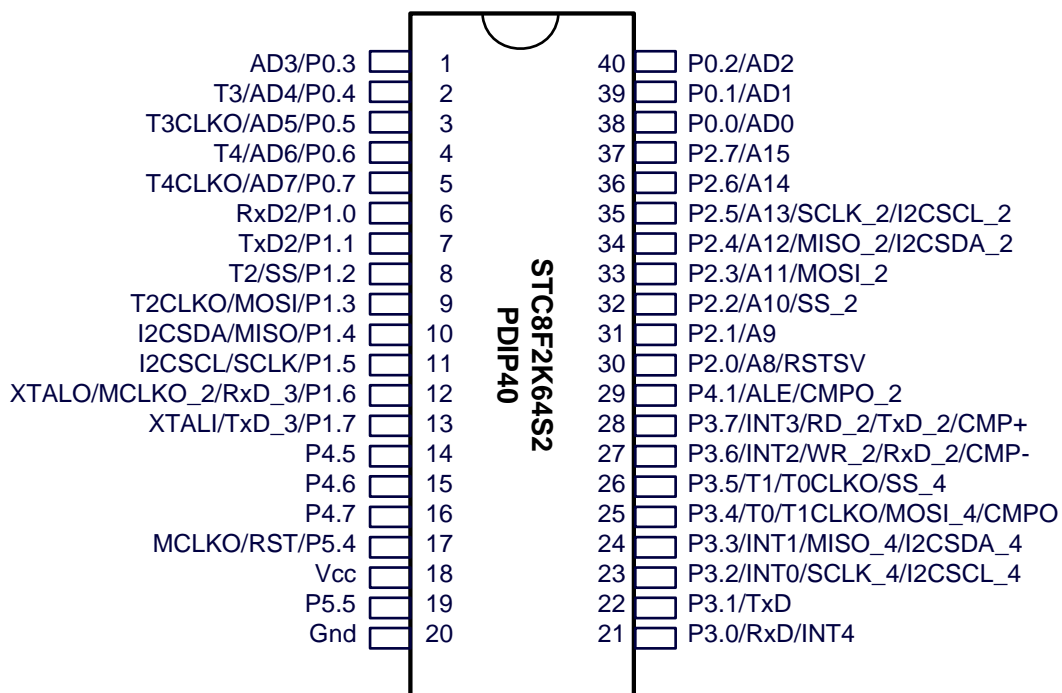 AD3/P0.3 1 40 P0.2/AD2
T3/AD4/P0.4 2 39 P0.1/AD1
T3CLKO/AD5/P0.5 3 38 P0.0/AD0
T4/AD6/P0.6 4 37 P2.7/A15
T4CLKO/AD7/P0.7 5 36 P2.6/A14
RxD2/P1.0 6 35 P2.5/A13/SCLK_2/I2CSCL_2
TxD2/P1.1 7 34 P2.4/A12/MISO_2/I2CSDA_2
T2/SS/P1.2 8 33 P2.3/A11/MOSI_2
T2CLKO/MOSI/P1.3 9 32 P2.2/A10/SS_2
I2CSDA/MISO/P1.4 10 31 P2.1/A9
I2CSCL/SCLK/P1.5 11 30 P2.0/A8/RSTSV
XTALO/MCLKO_2/RxD_3/P1.6 12 29 P4.1/ALE/CMPO_2
XTALI/TxD_3/P1.7 13 28 P3.7/INT3/RD_2/TxD_2/CMP+
P4.5 14 27 P3.6/INT2/WR_2/RxD_2/CMP-
P4.6 15 26 P3.5/T1/T0CLKO/SS_4
P4.7 16 25 P3.4/T0/T1CLKO/MOSI_4/CMPO
MCLKO/RST/P5.4 17 24 P3.3/INT1/MISO_4/I2CSDA_4
Vcc 18 23 P3.2/INT0/SCLK_4/I2CSCL_4
P5.5 19 22 P3.1/TxD
Gnd 20 21 P3.0/RxD/INT4
STC8F2K64S2
PDIP40